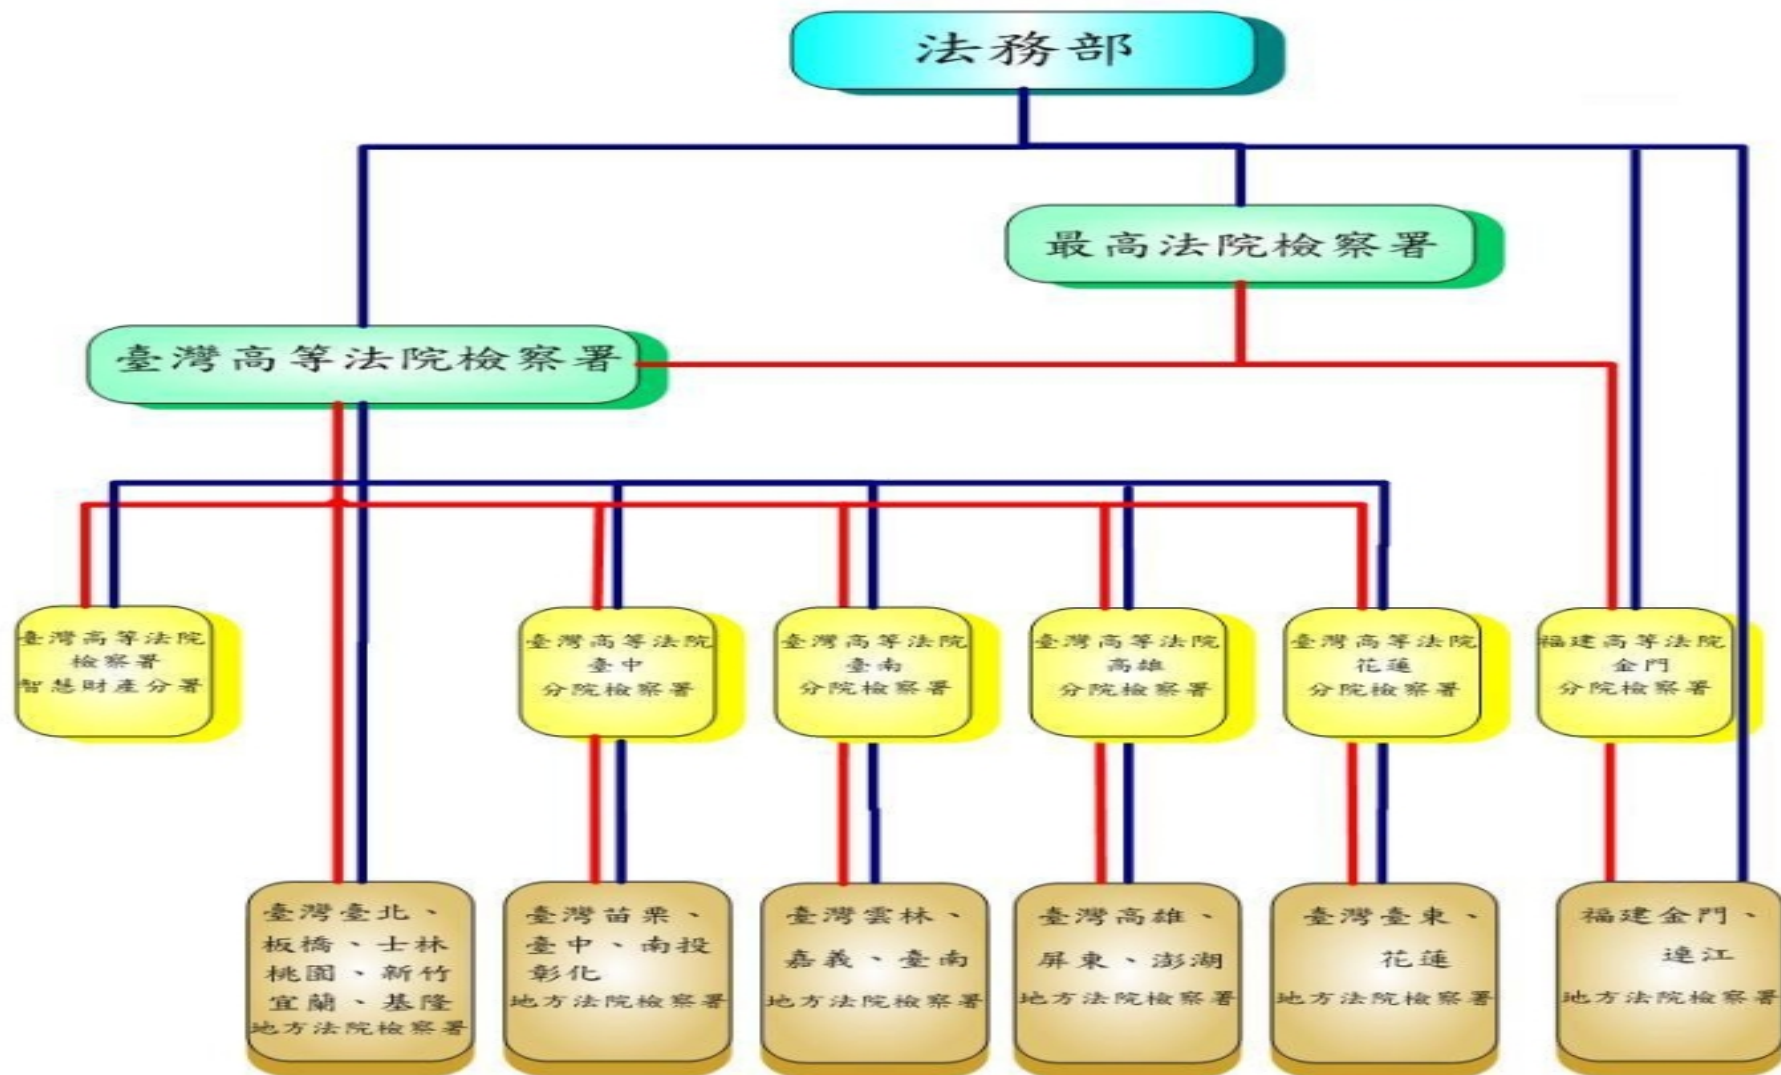 法務部
最高法院檢察署
臺灣高等法院檢察署
臺灣高等法院
檢察署
智慧財產分署
臺灣高等法院
臺中
分院檢察署
臺灣高等法院
臺南
分院檢察署
臺灣高等法院
高雄
分院檢察署
臺灣高等法院
花蓮
分院檢察署
福建高等法院
金門
分院檢察署
臺灣臺北、
板橋、士林
桃園、新竹
宜蘭、基隆
地方法院檢察署
臺灣苗栗、
臺中、南投
彰化
地方法院檢察署
臺灣雲林、
嘉義、臺南
地方法院檢察署
臺灣高雄、
屏東、澎湖
地方法院檢察署
臺灣臺東、
花蓮
地方法院檢察署
福建金門、
連江
地方法院檢察署